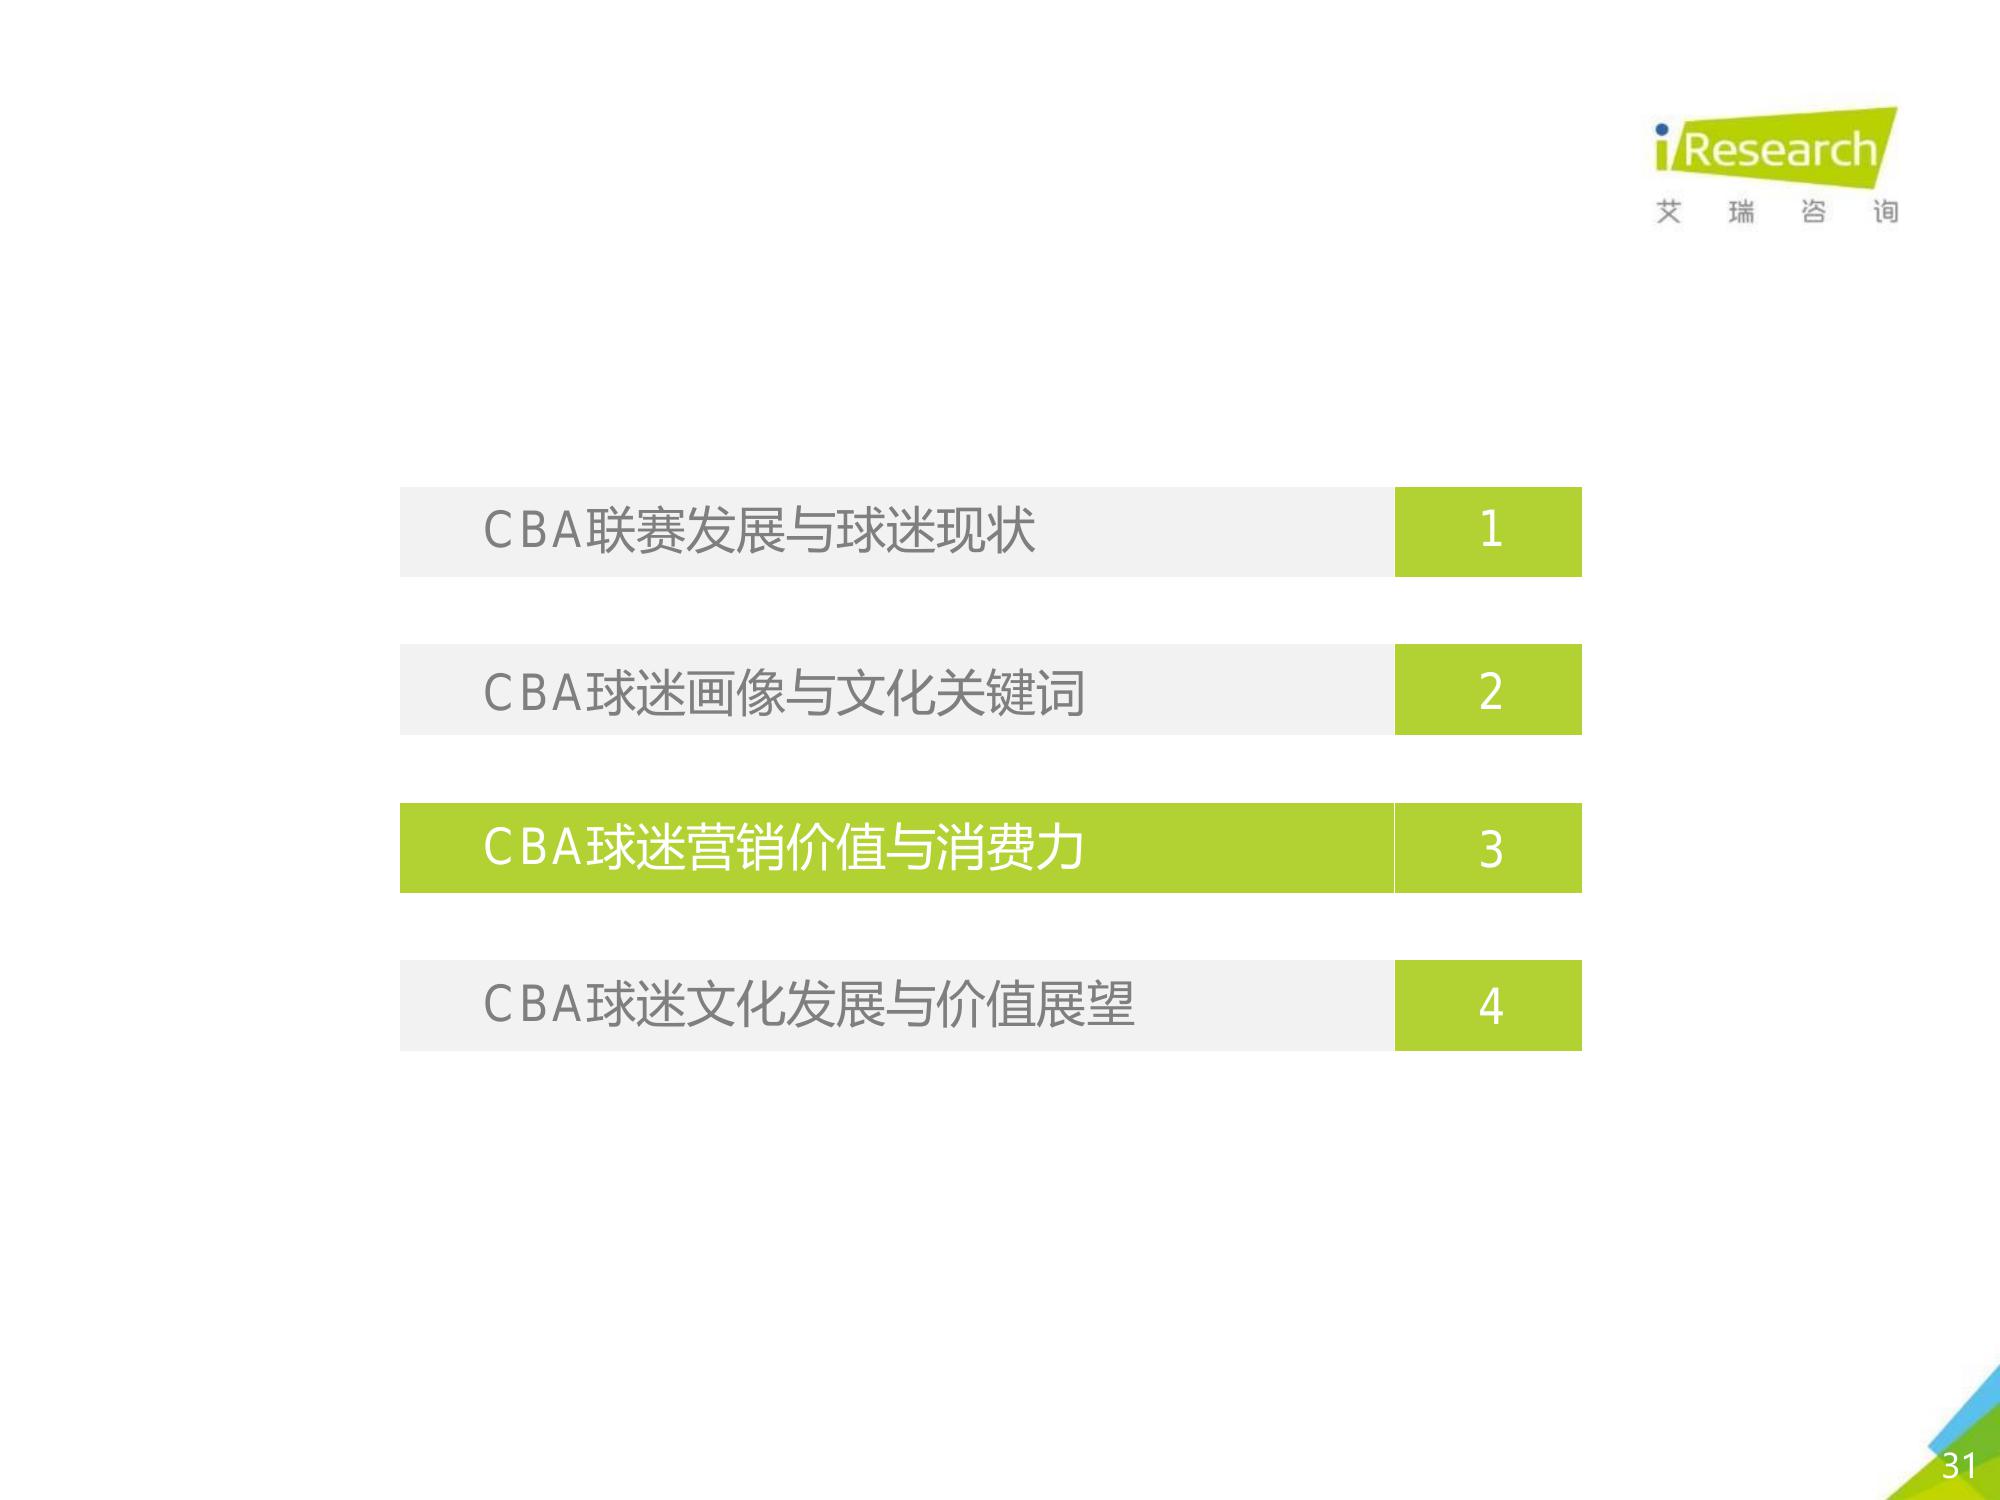 iResearch
艾瑞咨询
CBA联赛发展与球迷现状 1
CBA球迷画像与文化关键词 2
CBA球迷营销价值与消费力 3
CBA球迷文化发展与价值展望 4
31